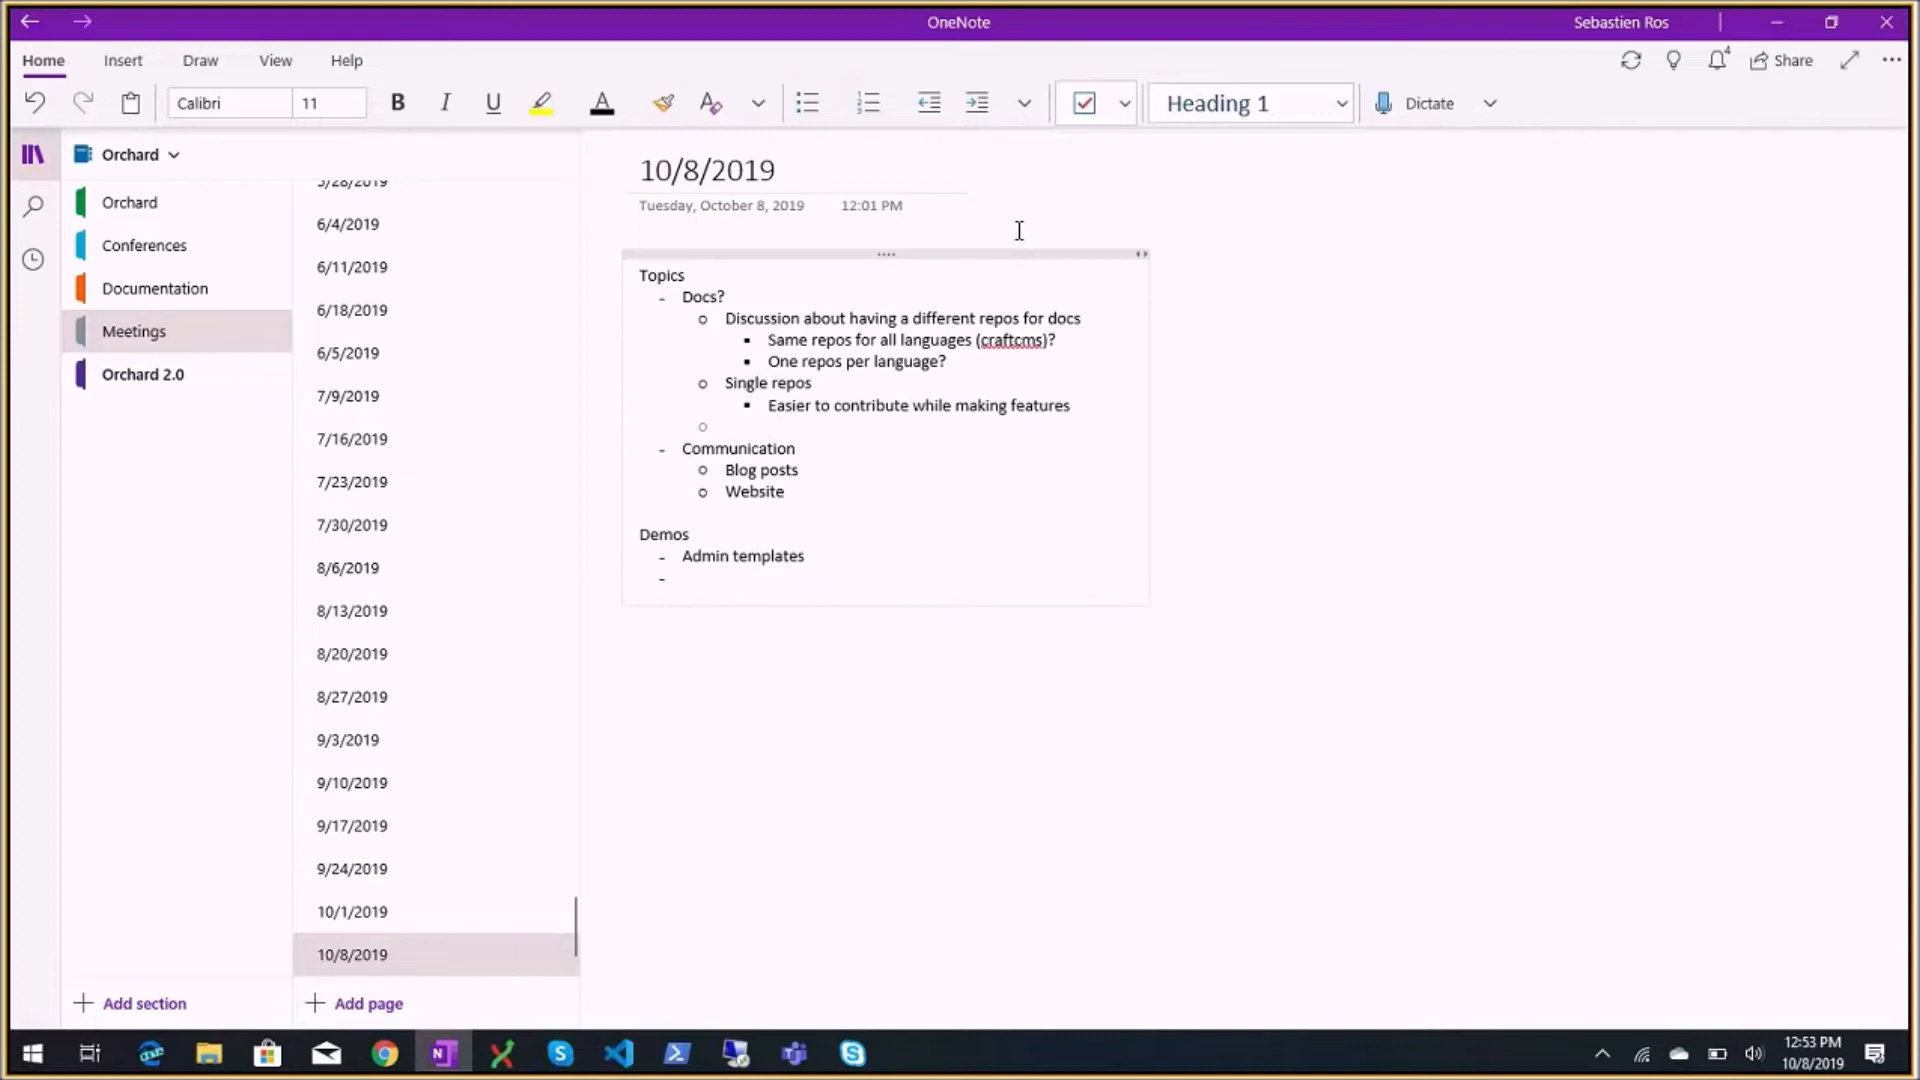 OneNote
Sebastien Ros
Home Insert Draw View Help
4 Share
Calibri 11 B I U A A Heading 1 Dictate
Orchard
Orchard
Conferences
Documentation
Meetings
Orchard 2.0
Add section
5/28/2019
6/4/2019
6/11/2019
6/18/2019
6/5/2019
7/9/2019
7/16/2019
7/23/2019
7/30/2019
8/6/2019
8/13/2019
8/20/2019
8/27/2019
9/3/2019
9/10/2019
9/17/2019
9/24/2019
10/1/2019
10/8/2019
Add page
10/8/2019
Tuesday, October 8, 2019 12:01 PM
Topics
- Docs?
o Discussion about having a different repos for docs
▪ Same repos for all languages (craftcms)?
▪ One repos per language?
o Single repos
▪ Easier to contribute while making features
o
- Communication
o Blog posts
o Website
Demos
- Admin templates
-
12:53 PM
10/8/2019